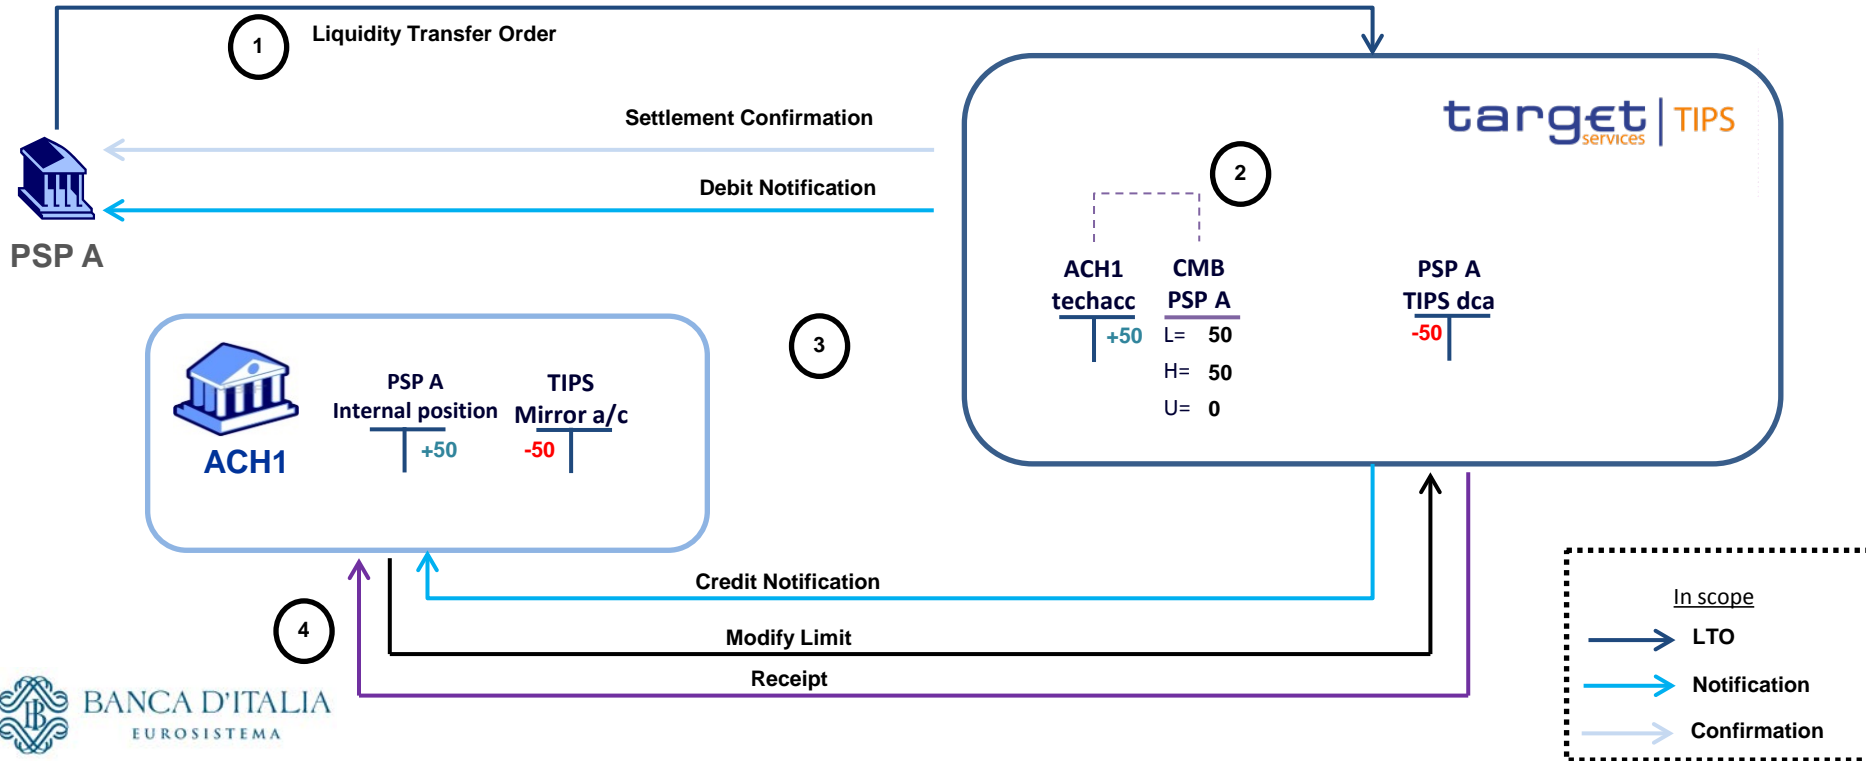 1
Liquidity Transfer Order
Settlement Confirmation
Debit Notification
PSP A
target | TIPS
services
2
ACH1
techacc
+50
CMB
PSP A
L= 50
H= 50
U= 0
PSP A
TIPS dca
-50
3
ACH1
PSP A
Internal position
+50
TIPS
Mirror a/c
-50
Credit Notification
4
Modify Limit
Receipt
In scope
LTO
Notification
Confirmation
BANCA D'ITALIA
EUROSISTEMA